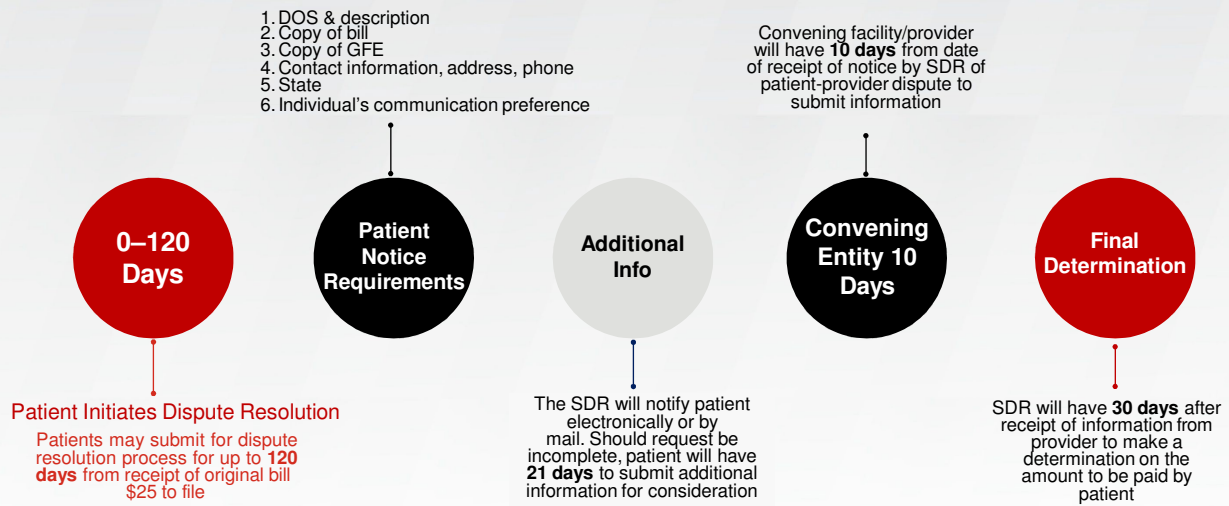 1. DOS & description
2. Copy of bill
3. Copy of GFE
4. Contact information, address, phone
5. State
6. Individual's communication preference
Convening facility/provider
will have 10 days from date
of receipt of notice by SDR of
patient-provider dispute to
submit information
0–120
Days
Patient
Notice
Requirements
Additional
Info
Convening
Entity 10
Days
Final
Determination
Patient Initiates Dispute Resolution
Patients may submit for dispute
resolution process for up to 120
days from receipt of original bill
$25 to file
The SDR will notify patient
electronically or by
mail. Should request be
incomplete, patient will have
21 days to submit additional
information for consideration
SDR will have 30 days after
receipt of information from
provider to make a
determination on the
amount to be paid by
patient